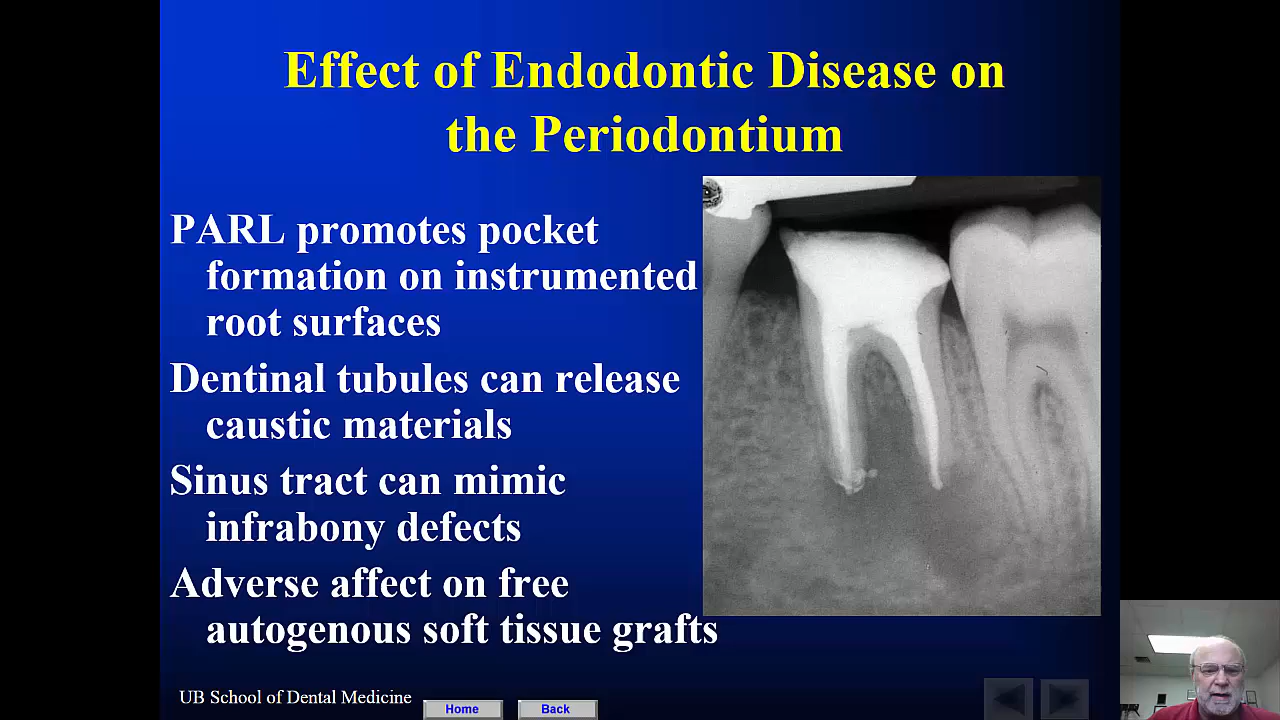 Effect of Endodontic Disease on
the Periodontium
PARL promotes pocket
formation on instrumented
root surfaces
Dentinal tubules can release
caustic materials
Sinus tract can mimic
infrabony defects
Adverse affect on free
autogenous soft tissue grafts
UB School of Dental Medicine
Home
Back